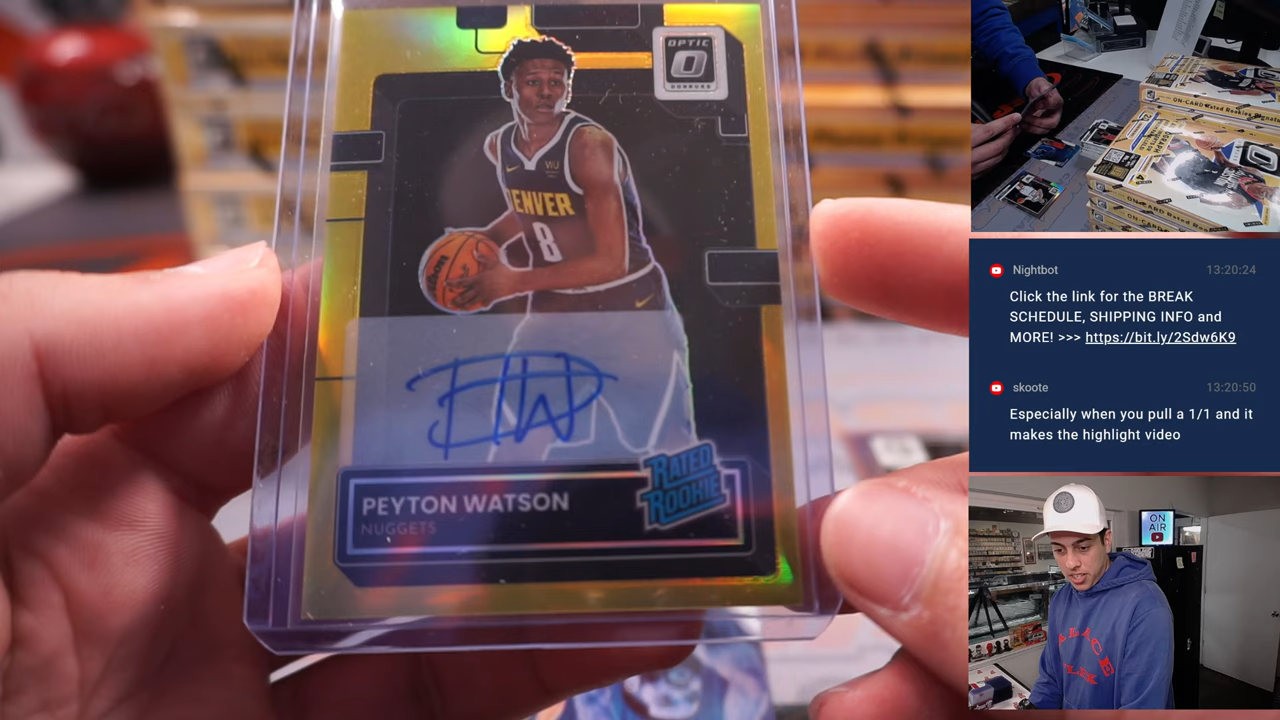 OPTIC
DONRUSS
DENVER
8
PEYTON WATSON
NUGGETS
RATED
ROOKIE
Nightbot 13:20:24
Click the link for the BREAK
SCHEDULE, SHIPPING INFO and
MORE! >>> https://bit.ly/2Sdw6K9
skoote 13:20:50
Especially when you pull a 1/1 and it
makes the highlight video
ON
AIR